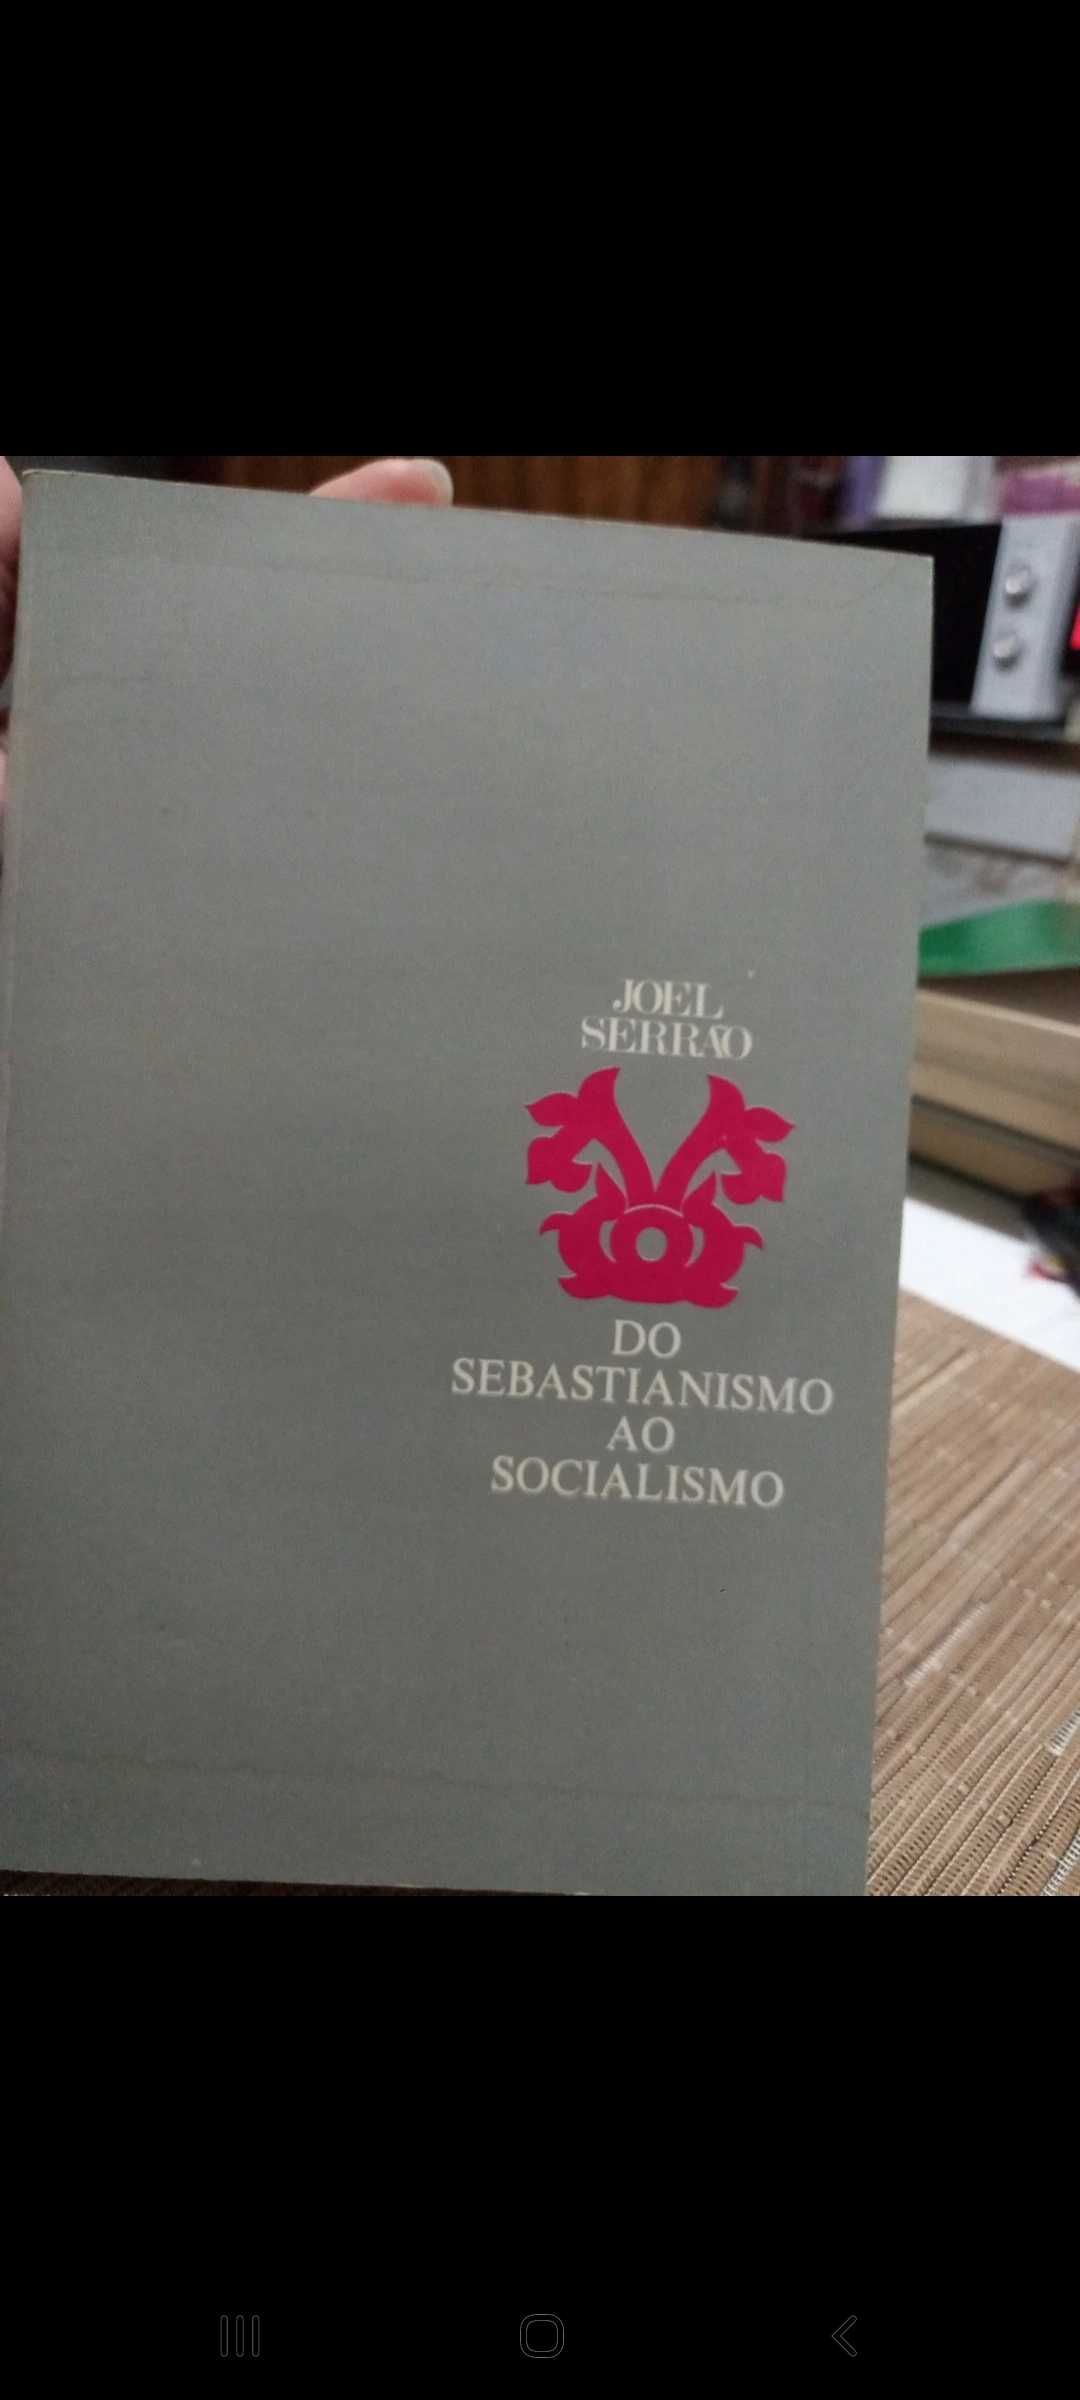 JOEL
SERRÃO
DO
SEBASTIANISMO
AO
SOCIALISMO